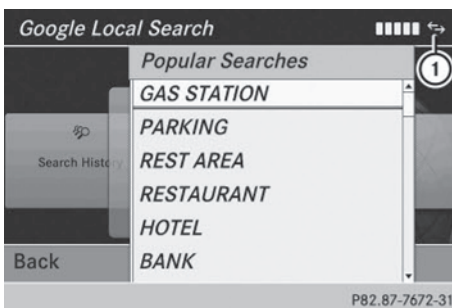 Google Local Search
1
Popular Searches
GAS STATION
PARKING
REST AREA
RESTAURANT
HOTEL
BANK
Search History
Back
P82.87-7672-31